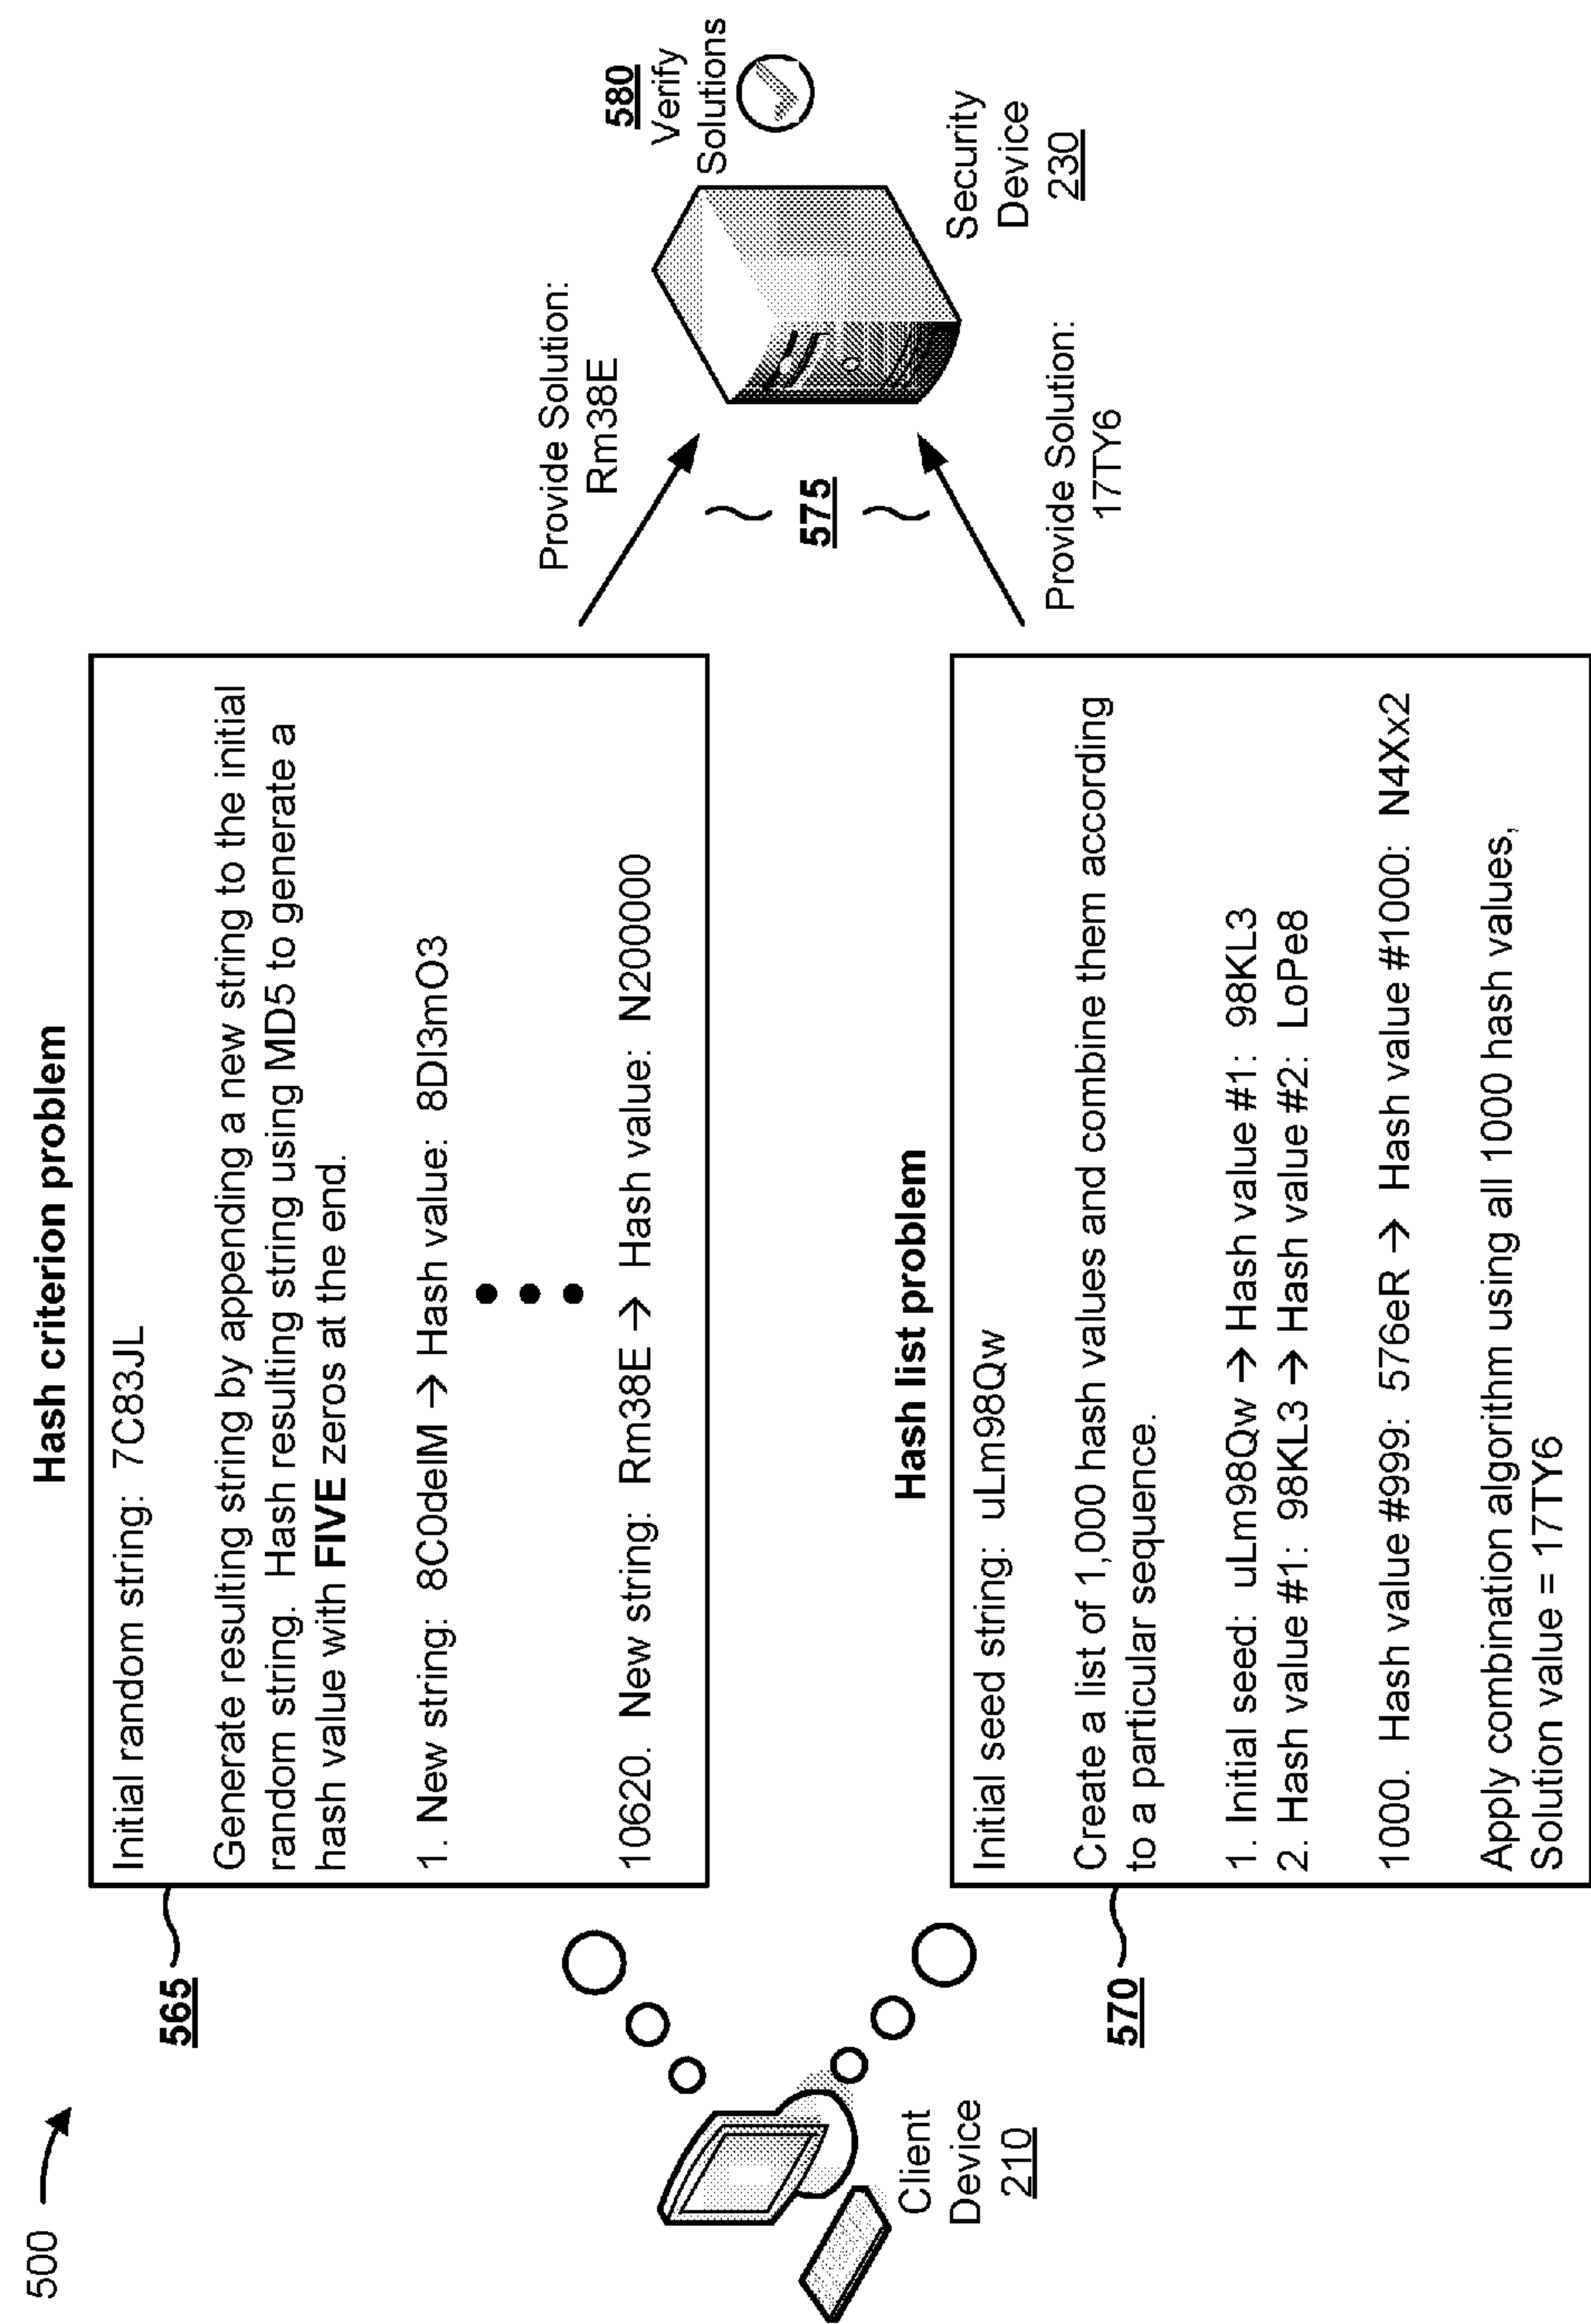 500
Hash criterion problem
565
Initial random string: 7C83JL
Generate resulting string by appending a new string to the initial
random string. Hash resulting string using MD5 to generate a
hash value with FIVE zeros at the end.
1. New string: 8C0delM → Hash value: 8DI3mO3
10620. New string: Rm38E → Hash value: N200000
Hash list problem
570
Initial seed string: uLm98Qw
Create a list of 1,000 hash values and combine them according
to a particular sequence.
1. Initial seed: uLm98Qw → Hash value #1: 98KL3
2. Hash value #1: 98KL3 → Hash value #2: LoPe8
1000. Hash value #999: 576eR → Hash value #1000: N4Xx2
Apply combination algorithm using all 1000 hash values,
Solution value = 17TY6
Client
Device
210
Provide Solution:
Rm38E
575
Provide Solution:
17TY6
580
Verify
Solutions
Security
Device
230